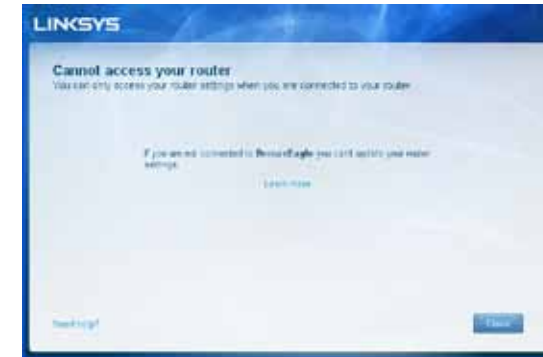 LINKSYS
Cannot access your router
You can only access your router settings when you are connected to your router
If you are not connected to you can't update your router
settings.
Learn more
Need help?
Close